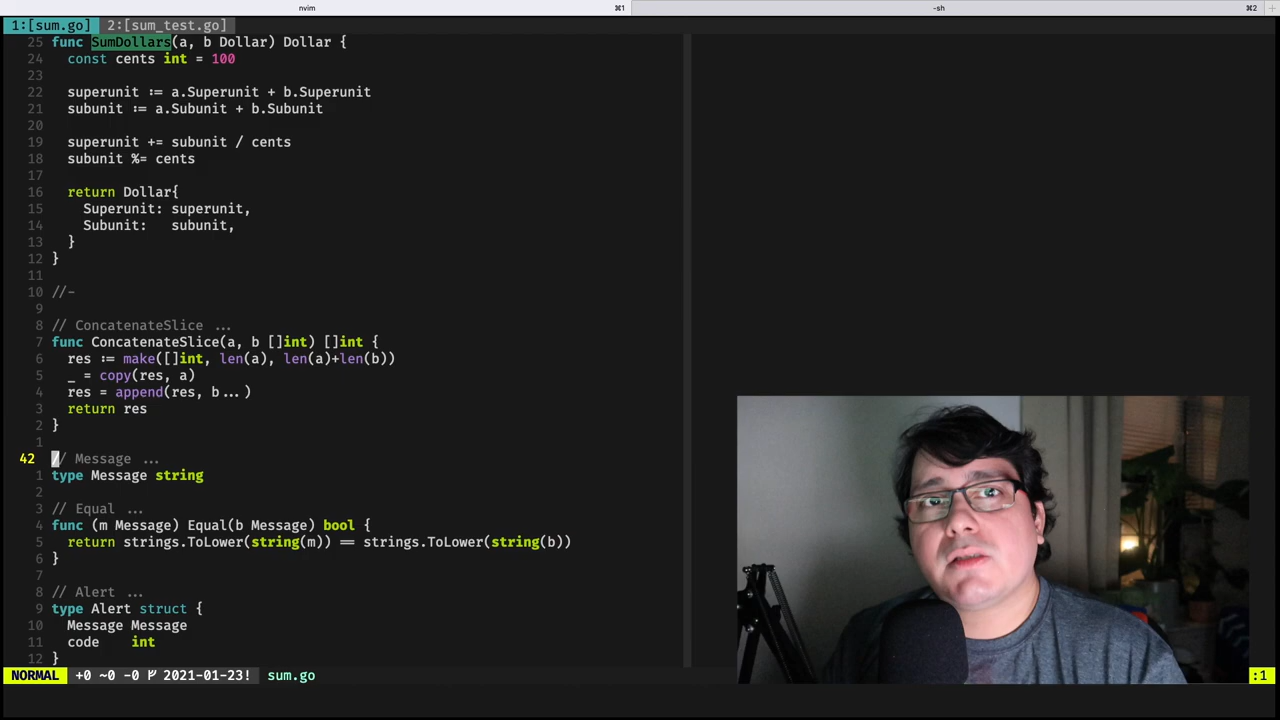 nvim ⌘1 -sh ⌘2 +
1:[sum.go] 2:[sum_test.go]
25 func SumDollars(a, b Dollar) Dollar {
24   const cents int = 100
23
22   superunit := a.Superunit + b.Superunit
21   subunit := a.Subunit + b.Subunit
20
19   superunit += subunit / cents
18   subunit %= cents
17
16   return Dollar{
15     Superunit: superunit,
14     Subunit:   subunit,
13   }
12 }
11
10 //-
9
8 // ConcatenateSlice ...
7 func ConcatenateSlice(a, b []int) []int {
6   res := make([]int, len(a), len(a)+len(b))
5   _ = copy(res, a)
4   res = append(res, b...)
3   return res
2 }
1
42 // Message ...
1 type Message string
2
3 // Equal ...
4 func (m Message) Equal(b Message) bool {
5   return strings.ToLower(string(m)) == strings.ToLower(string(b))
6 }
7
8 // Alert ...
9 type Alert struct {
10   Message Message
11   code    int
12 }
NORMAL +0 ~0 -0 ᚠ 2021-01-23! sum.go :1